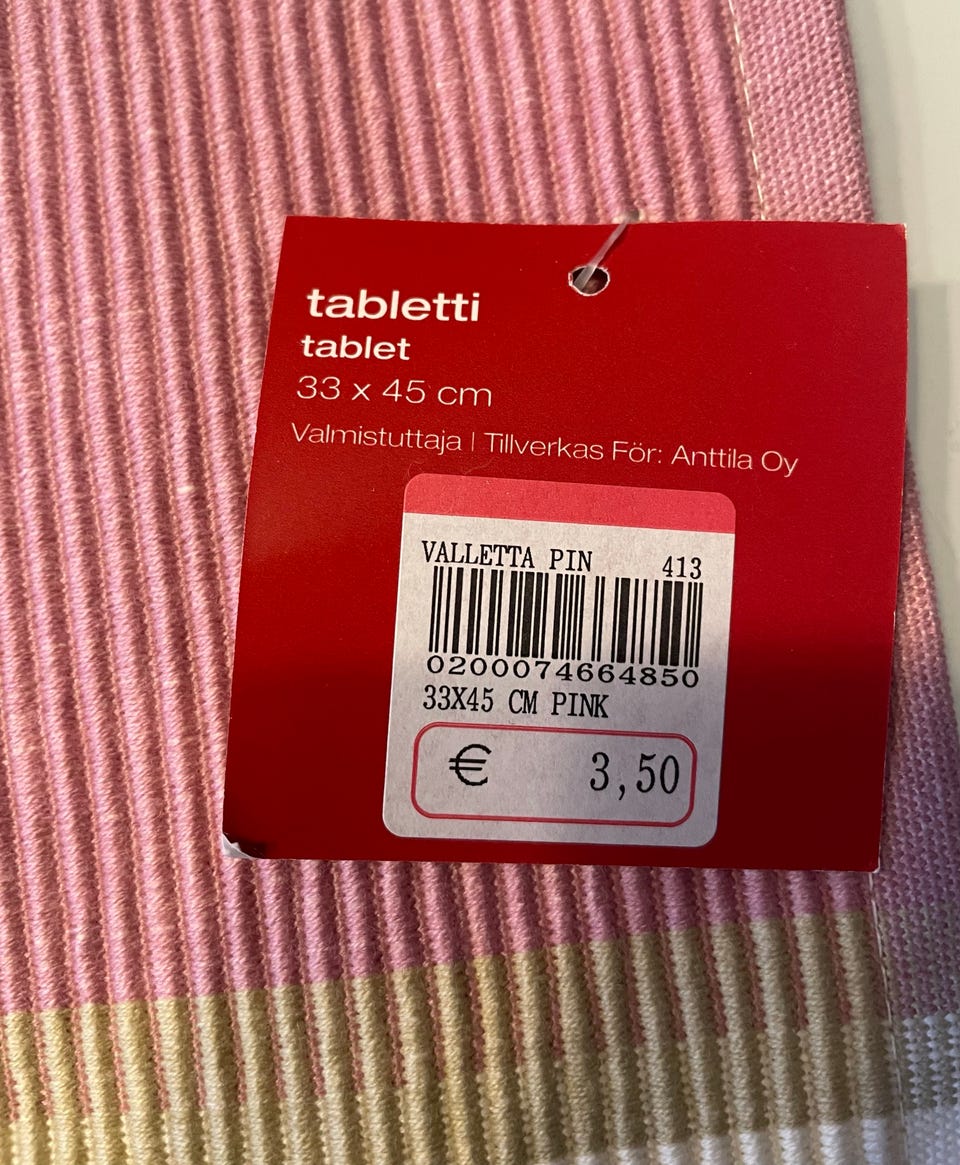 tabletti
tablet
33 x 45 cm
Valmistuttaja | Tillverkas För: Anttila Oy
VALLETTA PIN 413
0200074664850
33X45 CM PINK
€ 3,50